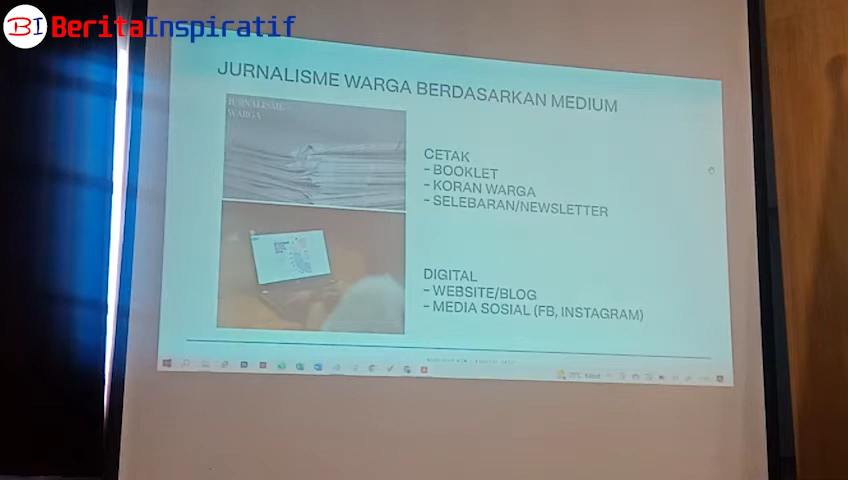 BI BeritaInspiratif
JURNALISME WARGA BERDASARKAN MEDIUM
JURNALISME
WARGA
CETAK
- BOOKLET
- KORAN WARGA
- SELEBARAN/NEWSLETTER
DIGITAL
- WEBSITE/BLOG
- MEDIA SOSIAL (FB, INSTAGRAM)